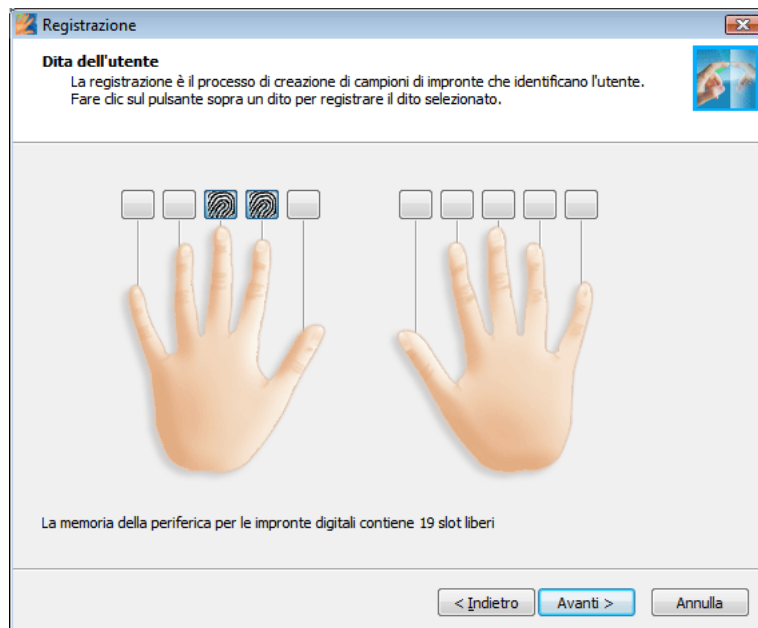 Registrazione
Dita dell'utente
La registrazione è il processo di creazione di campioni di impronte che identificano l'utente.
Fare clic sul pulsante sopra un dito per registrare il dito selezionato.
La memoria della periferica per le impronte digitali contiene 19 slot liberi
< Indietro
Avanti >
Annulla